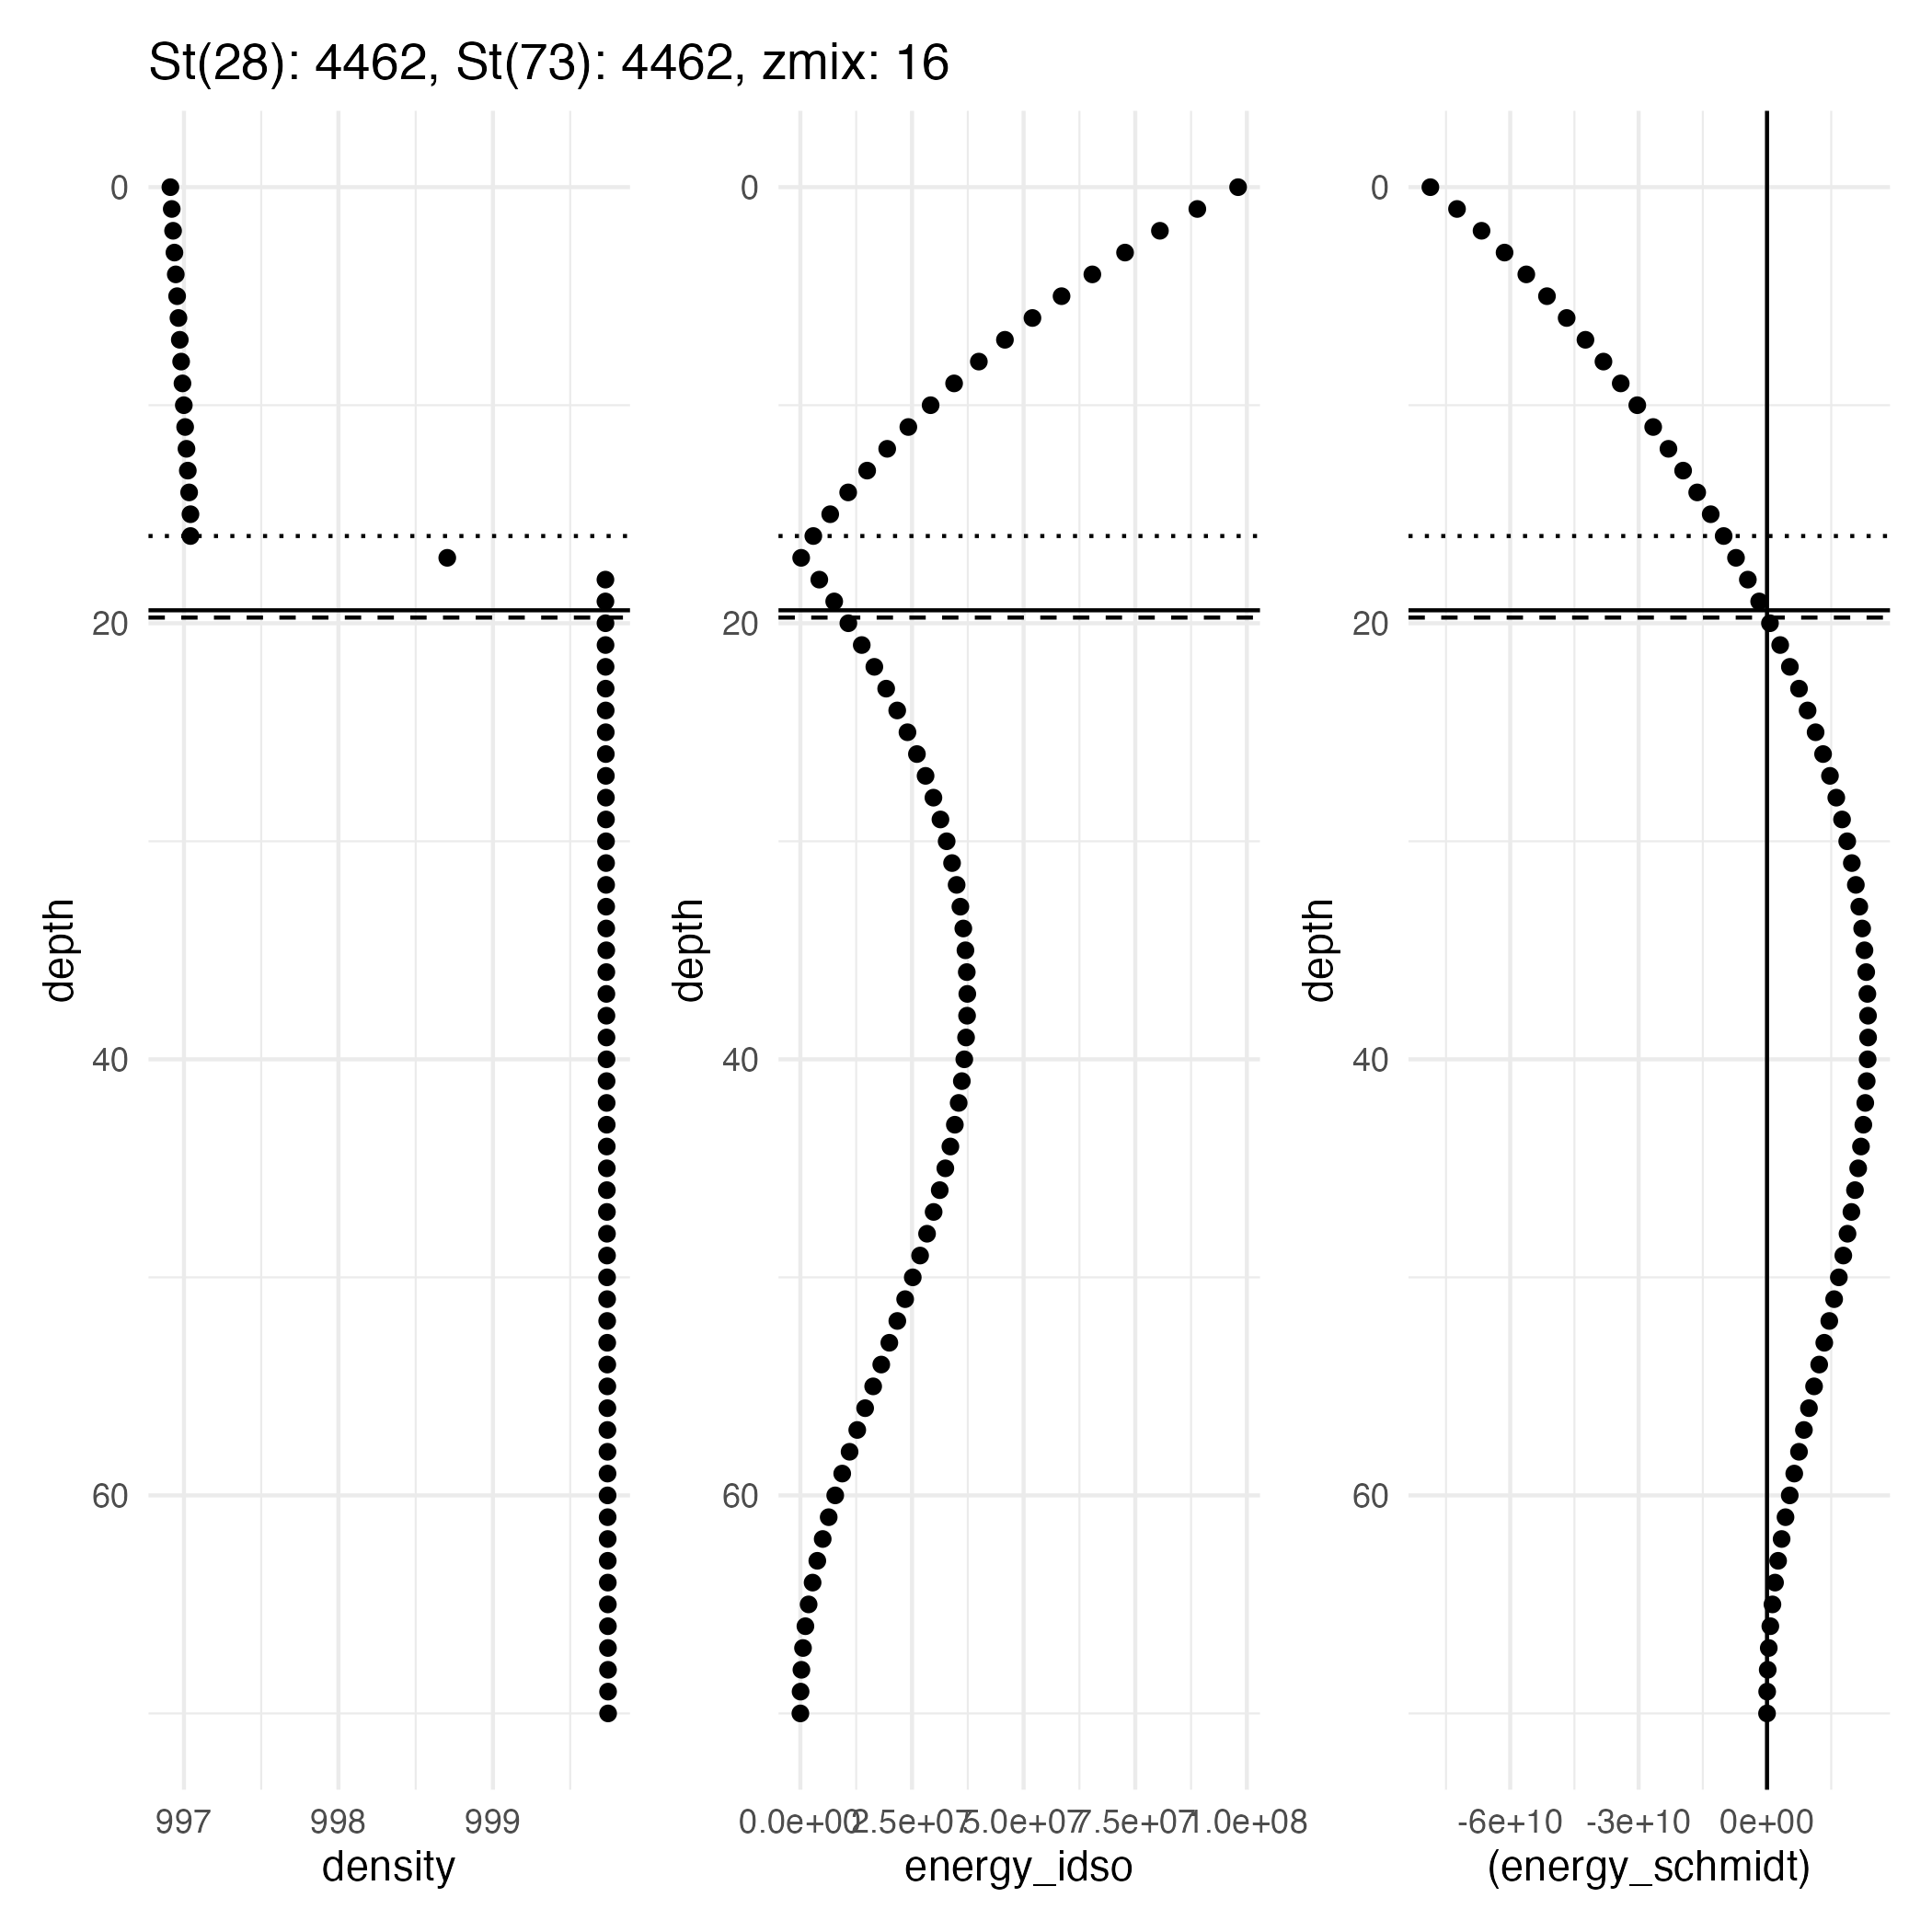 St(28): 4462, St(73): 4462, zmix: 16
0
20
40
60
depth
997 998 999
density
0
20
40
60
depth
0.0e+00 2.5e+07 5.0e+07 7.5e+07 1.0e+08
energy_idso
0
20
40
60
depth
-6e+10 -3e+10 0e+00
(energy_schmidt)